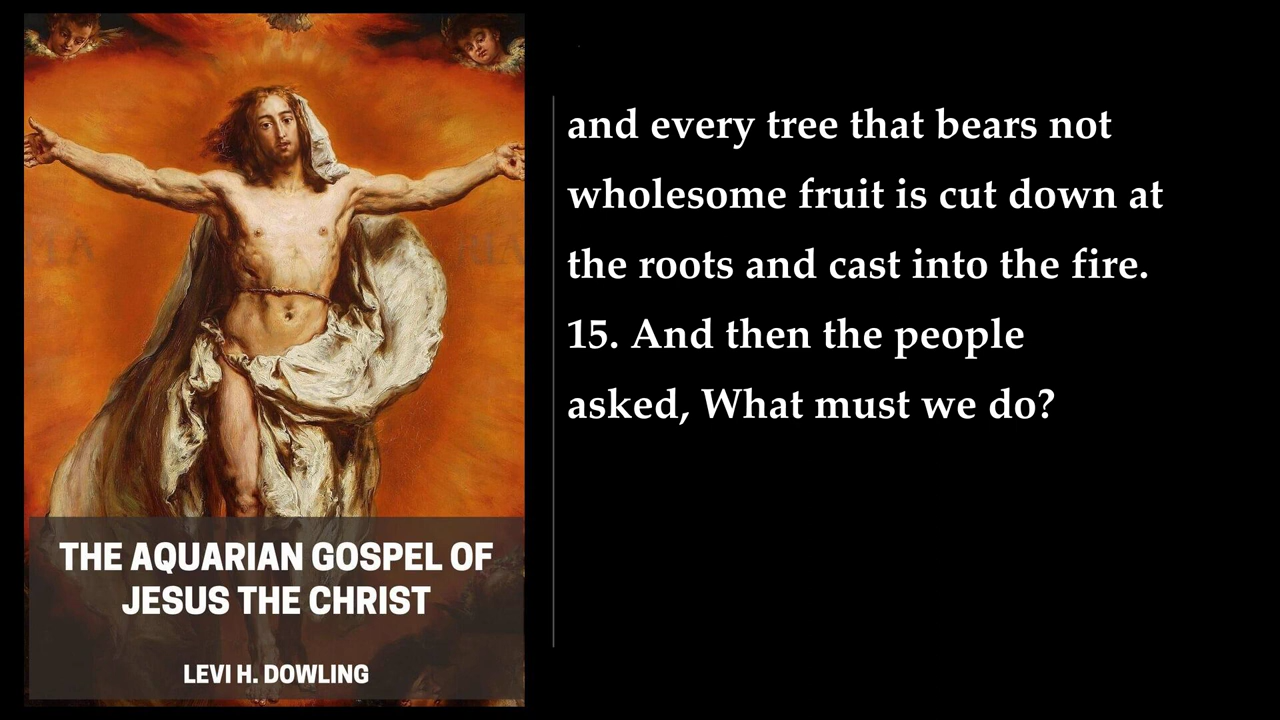 THE AQUARIAN GOSPEL OF
JESUS THE CHRIST
LEVI H. DOWLING
and every tree that bears not
wholesome fruit is cut down at
the roots and cast into the fire.
15. And then the people
asked, What must we do?